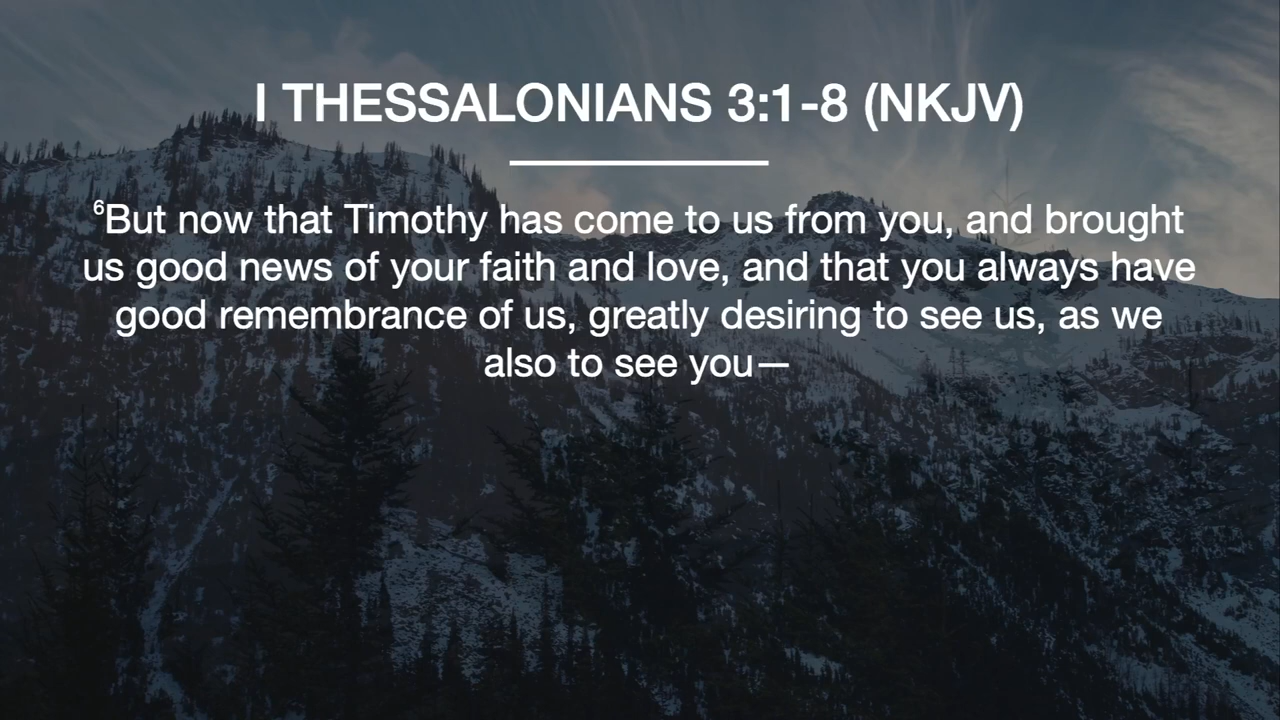 I THESSALONIANS 3:1-8 (NKJV)
⁶But now that Timothy has come to us from you, and brought
us good news of your faith and love, and that you always have
good remembrance of us, greatly desiring to see us, as we
also to see you—